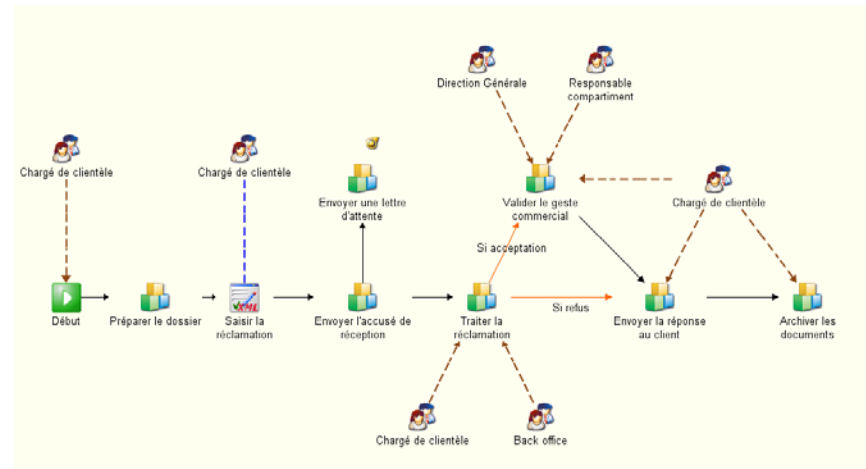 Direction Générale
Responsable
compartiment
Chargé de clientèle
Chargé de clientèle
Envoyer une lettre
d'attente
Valider le geste
commercial
Chargé de clientèle
Si acceptation
XML
Début
Préparer le dossier
Saisir la
réclamation
Envoyer l'accusé de
réception
Traiter la
réclamation
Si refus
Envoyer la réponse
au client
Archiver les
documents
Chargé de clientèle
Back office